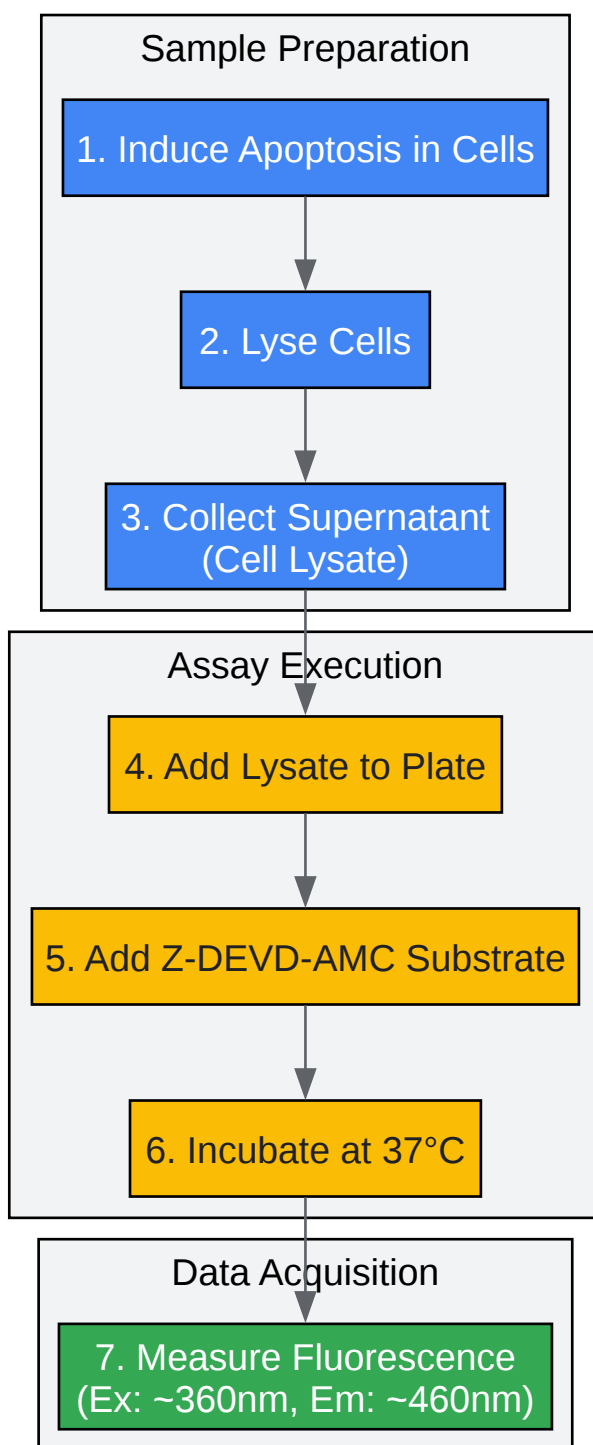 Sample Preparation
1. Induce Apoptosis in Cells
2. Lyse Cells
3. Collect Supernatant
(Cell Lysate)
Assay Execution
4. Add Lysate to Plate
5. Add Z-DEVD-AMC Substrate
6. Incubate at 37°C
Data Acquisition
7. Measure Fluorescence
(Ex: ~360nm, Em: ~460nm)